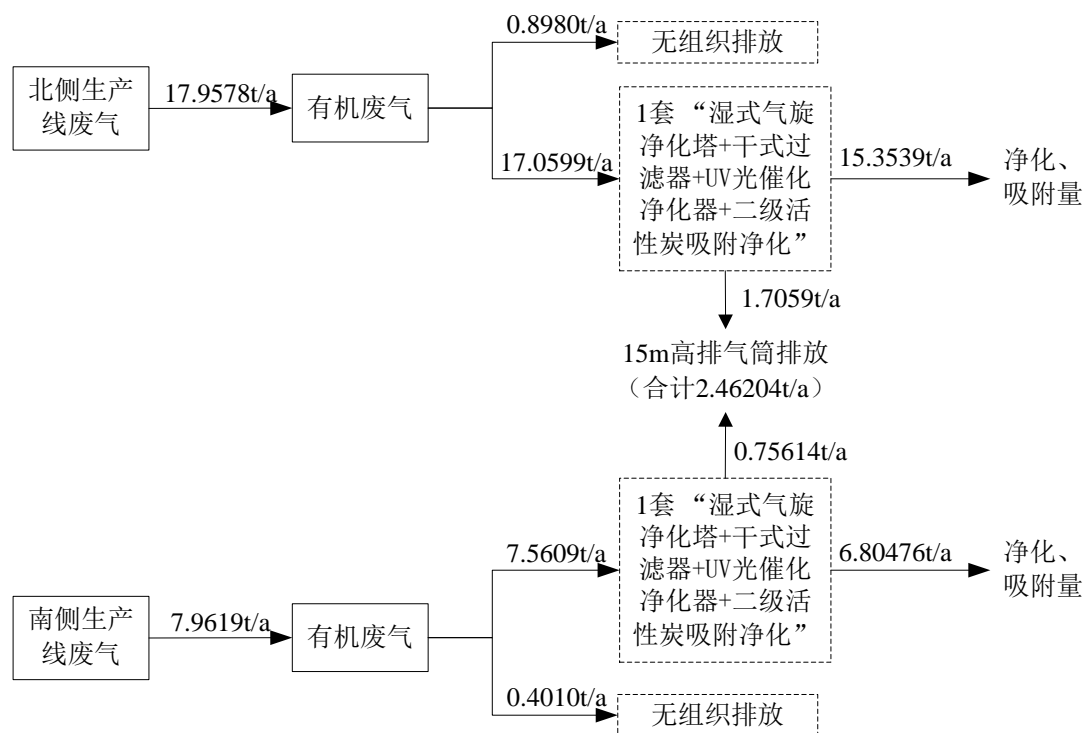 0.8980t/a
无组织排放
北侧生产
线废气
17.9578t/a
有机废气
17.0599t/a
1套 “湿式气旋
净化塔+干式过
滤器+UV光催化
净化器+二级活
性炭吸附净化”
15.3539t/a
净化、
吸附量
1.7059t/a
15m高排气筒排放
（合计2.46204t/a）
0.75614t/a
1套 “湿式气旋
净化塔+干式过
滤器+UV光催化
净化器+二级活
性炭吸附净化”
7.5609t/a
6.80476t/a
净化、
吸附量
南侧生产
线废气
7.9619t/a
有机废气
0.4010t/a
无组织排放